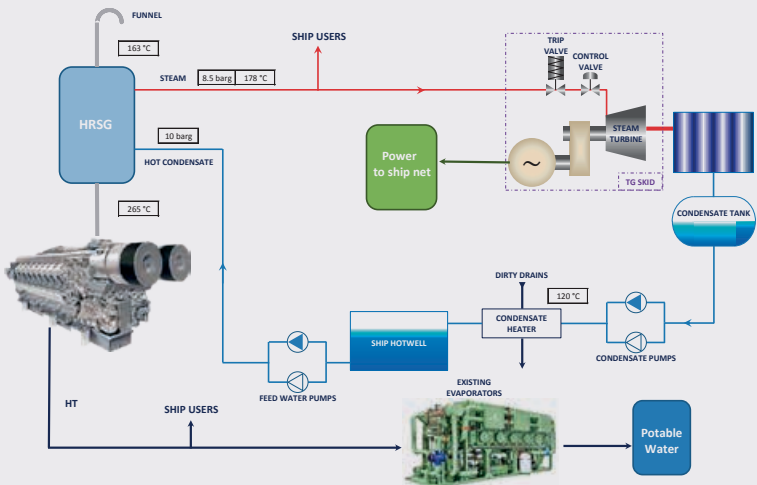 FUNNEL
163 °C
SHIP USERS
TRIP
VALVE
CONTROL
VALVE
STEAM
8.5 barg
178 °C
HRSG
10 barg
HOT CONDENSATE
STEAM
TURBINE
Power
to ship net
~
TG SKID
265 °C
CONDENSATE TANK
DIRTY DRAINS
120 °C
CONDENSATE
HEATER
SHIP HOTWELL
CONDENSATE PUMPS
FEED WATER PUMPS
EXISTING
EVAPORATORS
HT
SHIP USERS
Potable
Water